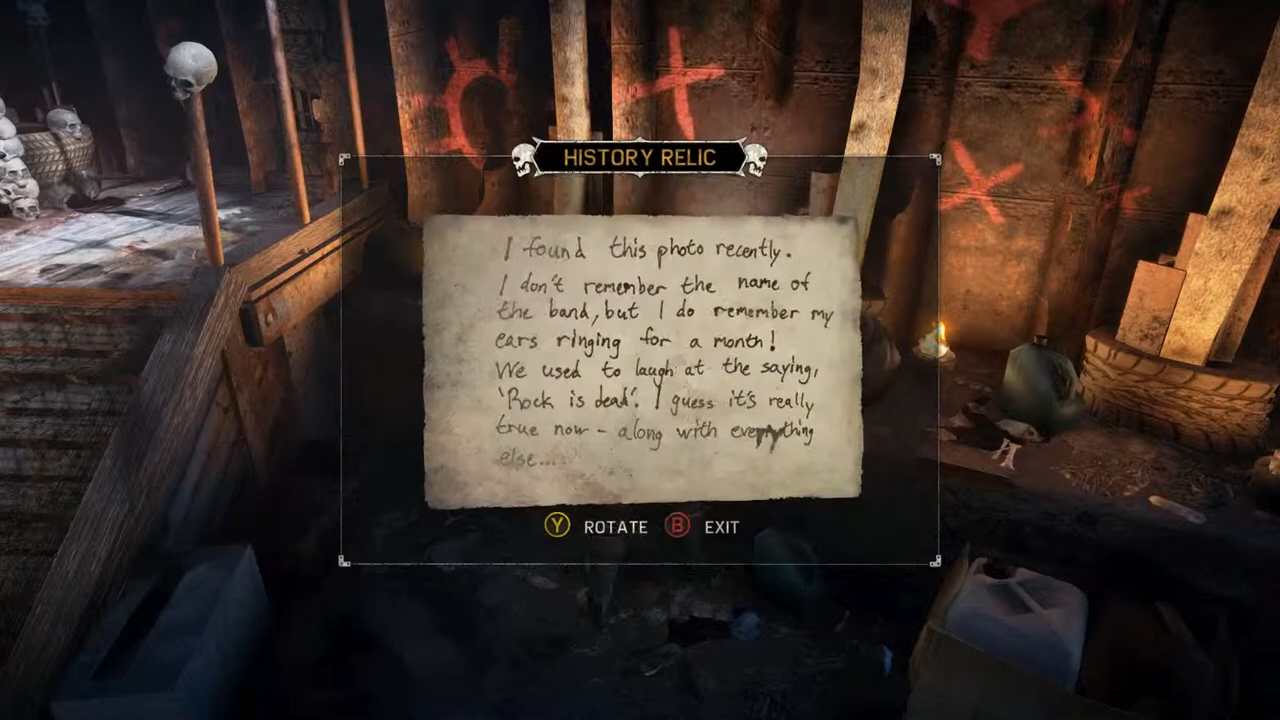 HISTORY RELIC
I found this photo recently.
I don't remember the name of
the band, but I do remember my
ears ringing for a month!
We used to laugh at the saying,
'Rock is dead'. I guess it's really
true now - along with everything
else...
Y ROTATE B EXIT